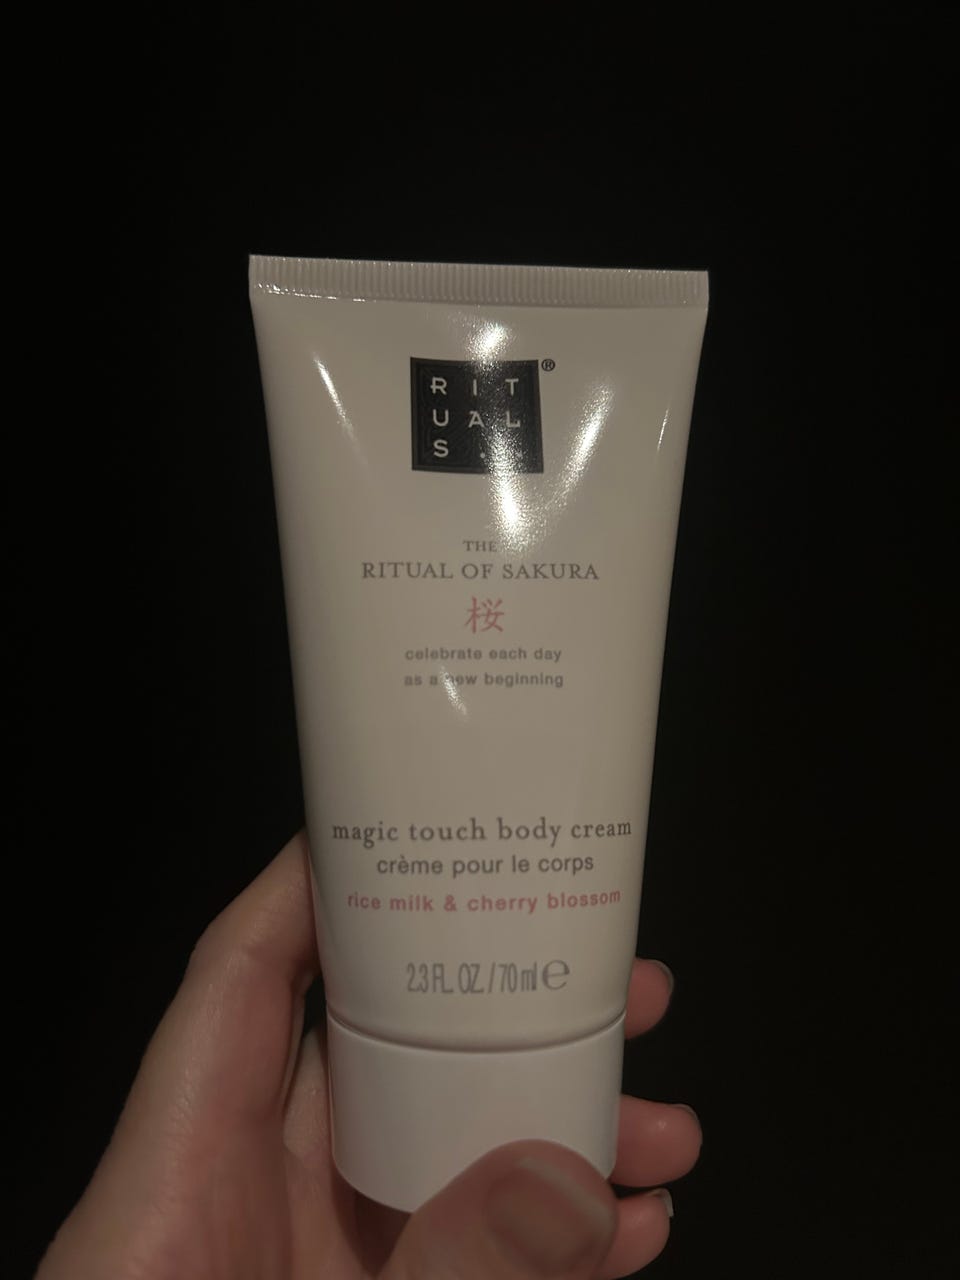 RIT
UAL
S..
®
THE
RITUAL OF SAKURA
桜
celebrate each day
as a new beginning
magic touch body cream
crème pour le corps
rice milk & cherry blossom
2.3 FL. OZ. / 70 ml ℮